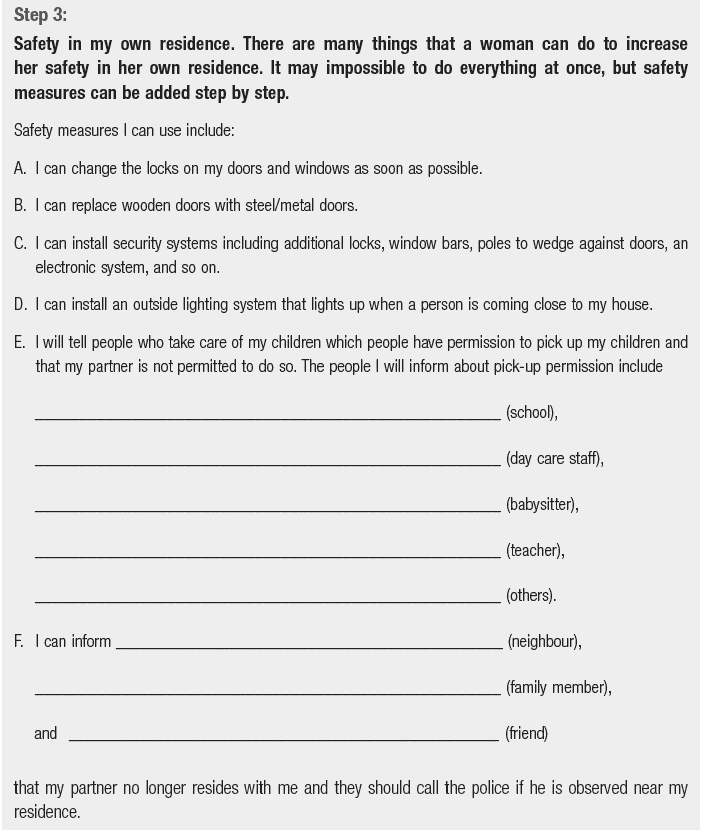 Step 3:
Safety in my own residence. There are many things that a woman can do to increase
her safety in her own residence. It may impossible to do everything at once, but safety
measures can be added step by step.
Safety measures I can use include:
A. I can change the locks on my doors and windows as soon as possible.
B. I can replace wooden doors with steel/metal doors.
C. I can install security systems including additional locks, window bars, poles to wedge against doors, an
electronic system, and so on.
D. I can install an outside lighting system that lights up when a person is coming close to my house.
E. I will tell people who take care of my children which people have permission to pick up my children and
that my partner is not permitted to do so. The people I will inform about pick-up permission include
(school),
(day care staff),
(babysitter),
(teacher),
(others).
F. I can inform (neighbour),
(family member),
and (friend)
that my partner no longer resides with me and they should call the police if he is observed near my
residence.